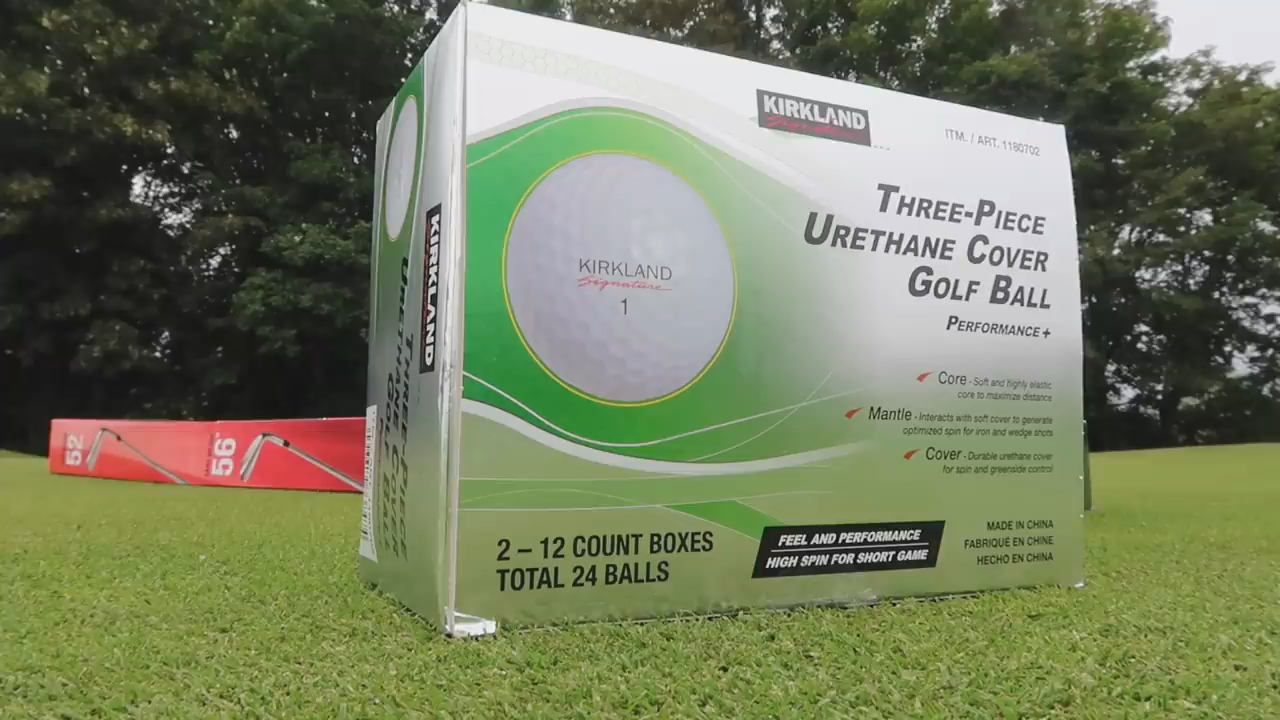 KIRKLAND
Signature
ITM. / ART. 1180702
THREE-PIECE
URETHANE COVER
GOLF BALL
PERFORMANCE+
KIRKLAND
Signature
1
Core - Soft and highly elastic
core to maximize distance
Mantle - Interacts with soft cover to generate
optimized spin for iron and wedge shots
Cover - Durable urethane cover
for spin and greenside control
2 – 12 COUNT BOXES
TOTAL 24 BALLS
FEEL AND PERFORMANCE
HIGH SPIN FOR SHORT GAME
MADE IN CHINA
FABRIQUÉ EN CHINE
HECHO EN CHINA
KIRKLAND
THREE-PIECE
URETHANE COVER
GOLF BALL
52
56